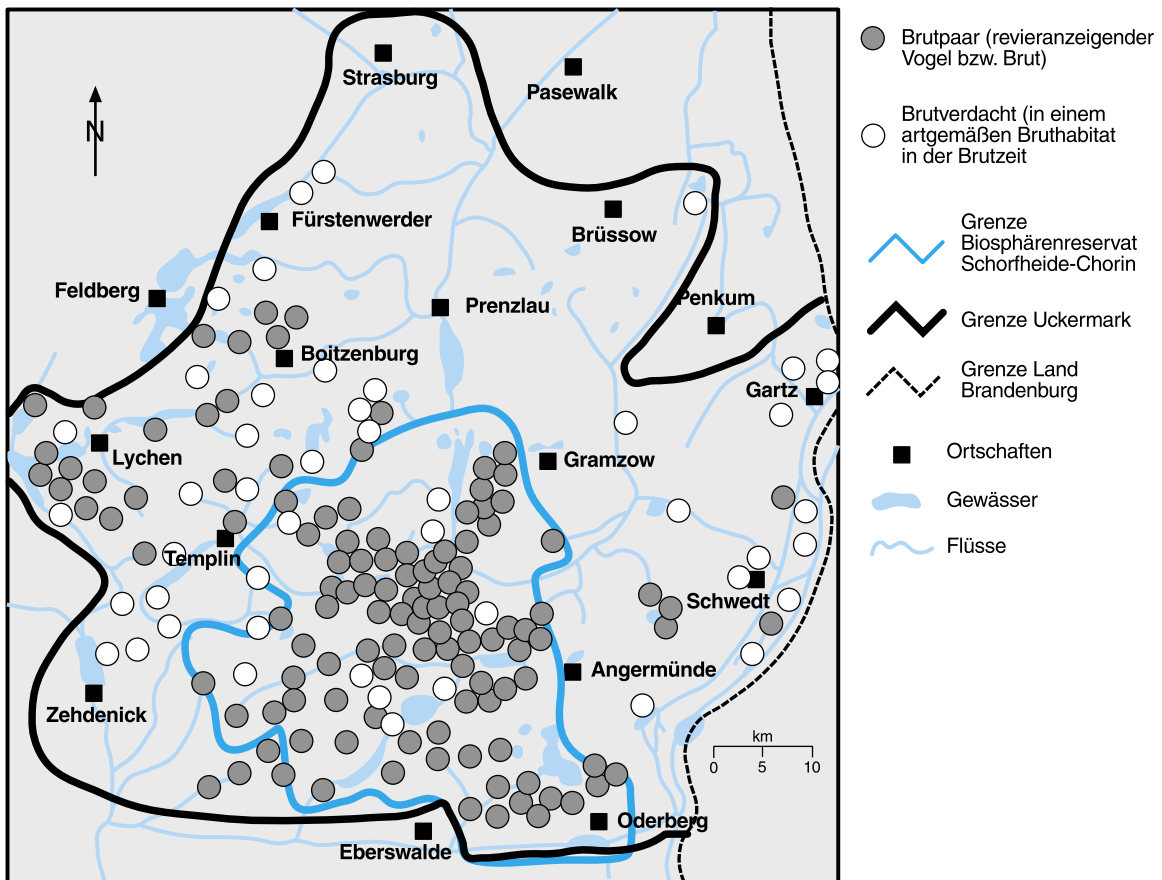 Strasburg
Pasewalk
N
Fürstenwerder
Brüssow
Feldberg
Prenzlau
Penkum
Boitzenburg
Gartz
Lychen
Gramzow
Templin
Schwedt
Angermünde
Zehdenick
km
0 5 10
Oderberg
Eberswalde
Brutpaar (revieranzeigender
Vogel bzw. Brut)
Brutverdacht (in einem
artgemäßen Bruthabitat
in der Brutzeit
Grenze
Biosphärenreservat
Schorfheide-Chorin
Grenze Uckermark
Grenze Land
Brandenburg
Ortschaften
Gewässer
Flüsse